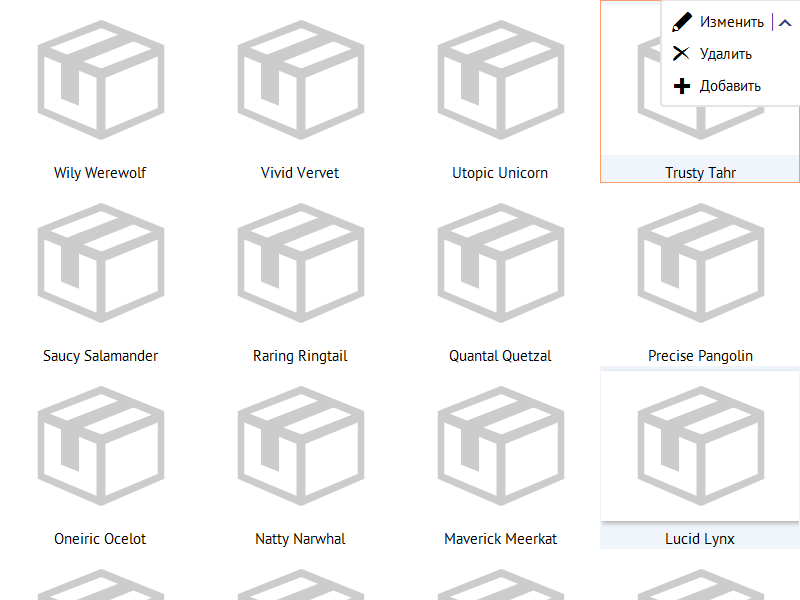 Изменить
Удалить
Добавить
Wily Werewolf
Vivid Vervet
Utopic Unicorn
Trusty Tahr
Saucy Salamander
Raring Ringtail
Quantal Quetzal
Precise Pangolin
Oneiric Ocelot
Natty Narwhal
Maverick Meerkat
Lucid Lynx